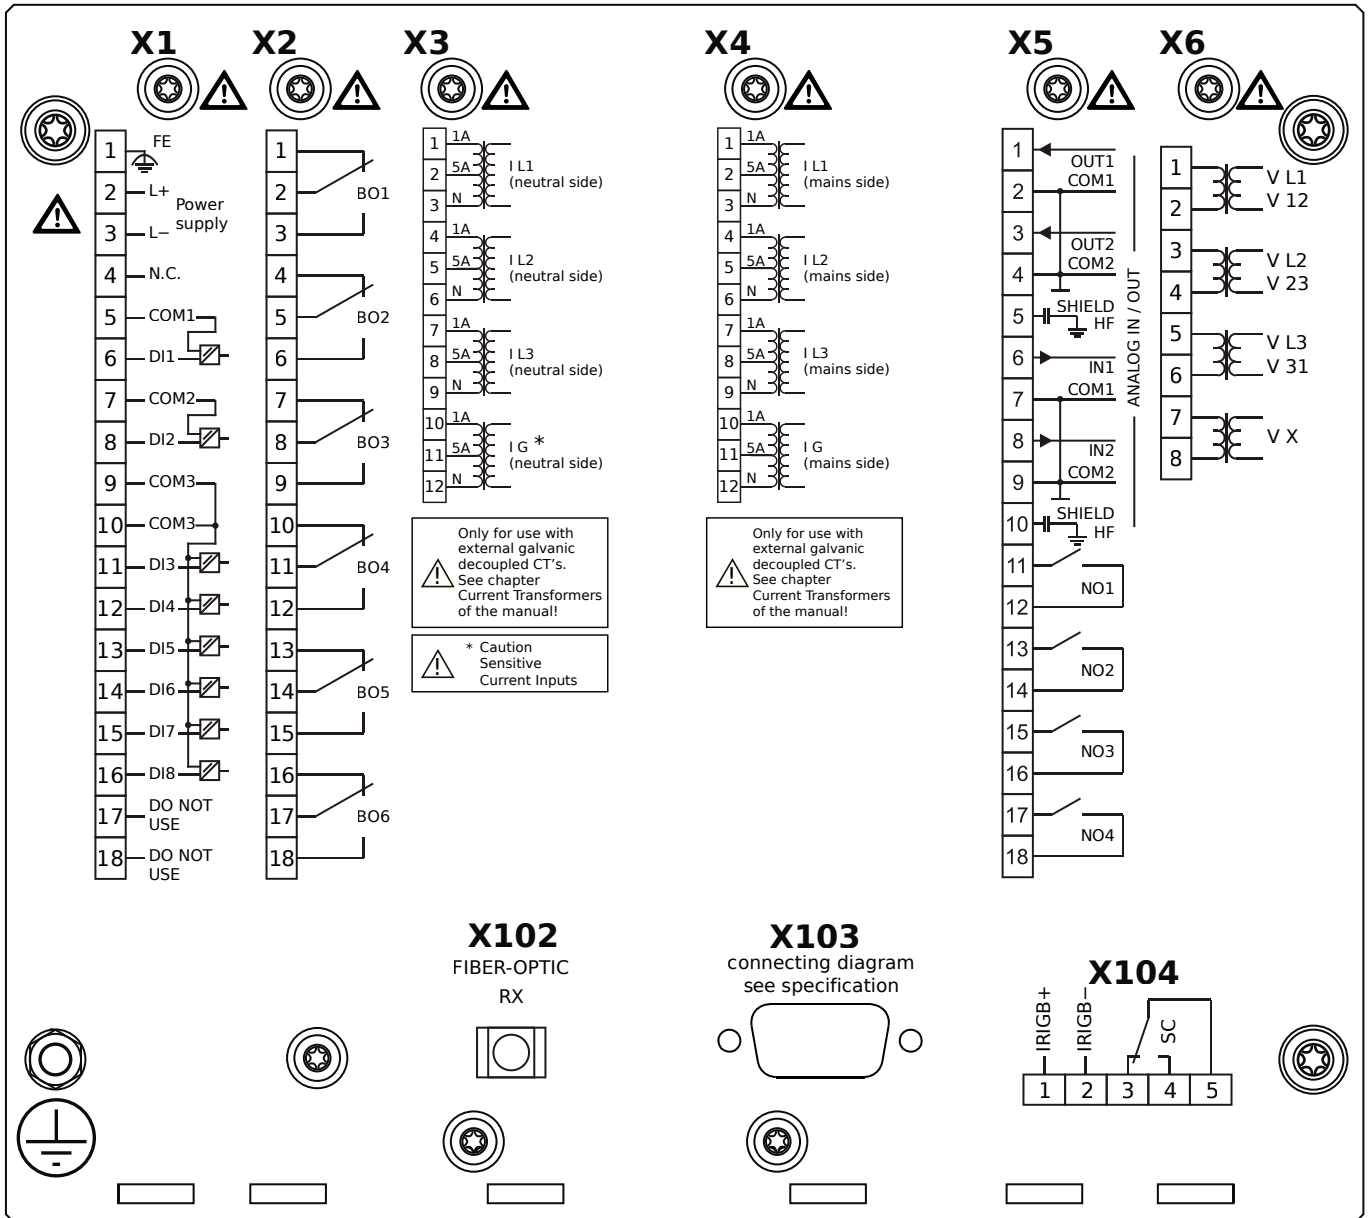 X1
X2
X3
X4
X5
X6
1 FE
2 L+
Power
supply
3 L−
4 N.C.
5 COM1
6 DI1
7 COM2
8 DI2
9 COM3
10 COM3
11 DI3
12 DI4
13 DI5
14 DI6
15 DI7
16 DI8
17 DO NOT
USE
18 DO NOT
USE
1
2 BO1
3
4
5 BO2
6
7
8 BO3
9
10
11 BO4
12
13
14 BO5
15
16
17 BO6
18
1 1A
2 5A
3 N
I L1
(neutral side)
4 1A
5 5A
6 N
I L2
(neutral side)
7 1A
8 5A
9 N
I L3
(neutral side)
10 1A
11 5A
12 N
I G *
(neutral side)
Only for use with
external galvanic
decoupled CT's.
See chapter
Current Transformers
of the manual!
* Caution
Sensitive
Current Inputs
1 1A
2 5A
3 N
I L1
(mains side)
4 1A
5 5A
6 N
I L2
(mains side)
7 1A
8 5A
9 N
I L3
(mains side)
10 1A
11 5A
12 N
I G
(mains side)
Only for use with
external galvanic
decoupled CT's.
See chapter
Current Transformers
of the manual!
1 OUT1
2 COM1
3 OUT2
4 COM2
5 SHIELD
HF
6 IN1
7 COM1
8 IN2
9 COM2
10 SHIELD
HF
ANALOG IN / OUT
11
NO1
12
13
NO2
14
15
NO3
16
17
NO4
18
1
2
V L1
V 12
3
4
V L2
V 23
5
6
V L3
V 31
7
8
V X
X102
FIBER-OPTIC
RX
X103
connecting diagram
see specification
X104
IRIGB+
IRIGB−
SC
1 2 3 4 5